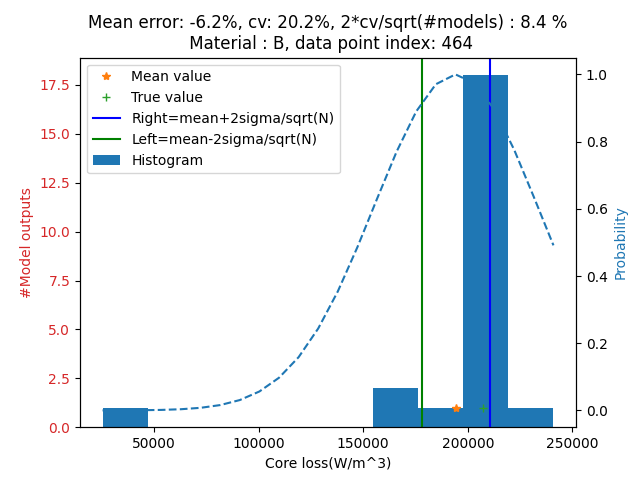 Mean error: -6.2%, cv: 20.2%, 2*cv/sqrt(#models) : 8.4 %
Material : B, data point index: 464
Mean value
True value
Right=mean+2sigma/sqrt(N)
Left=mean-2sigma/sqrt(N)
Histogram
17.5
15.0
12.5
10.0
7.5
5.0
2.5
0.0
#Model outputs
1.0
0.8
0.6
0.4
0.2
0.0
Probability
50000 100000 150000 200000 250000
Core loss(W/m^3)